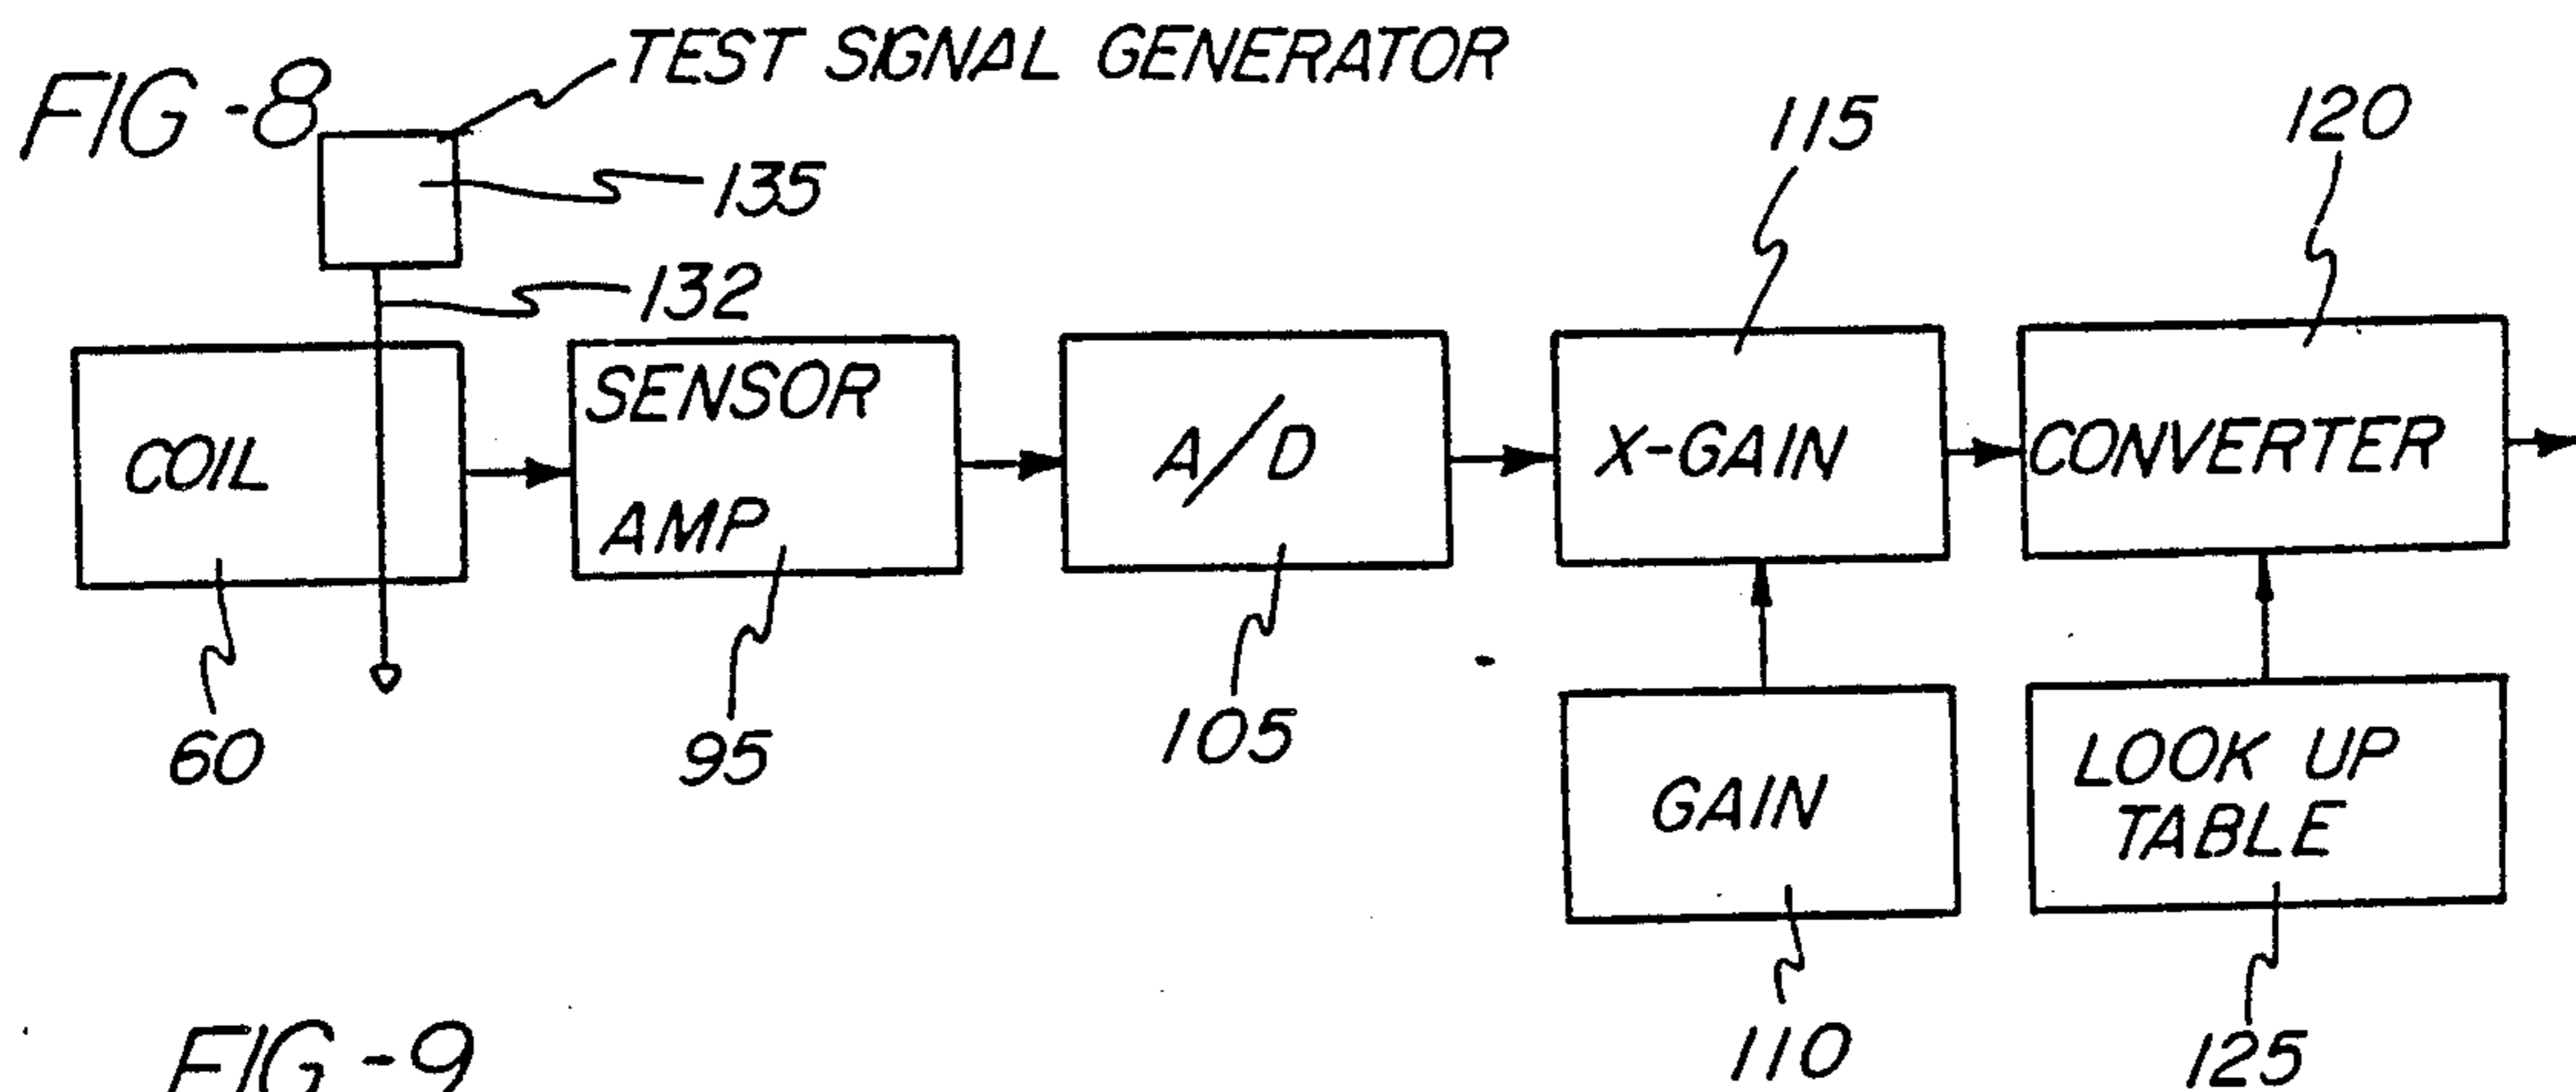 FIG-8
TEST SIGNAL GENERATOR
135
132
115
120
COIL
SENSOR
AMP
A/D
X-GAIN
CONVERTER
60
95
105
GAIN
LOOK UP
TABLE
110
125
FIG-9